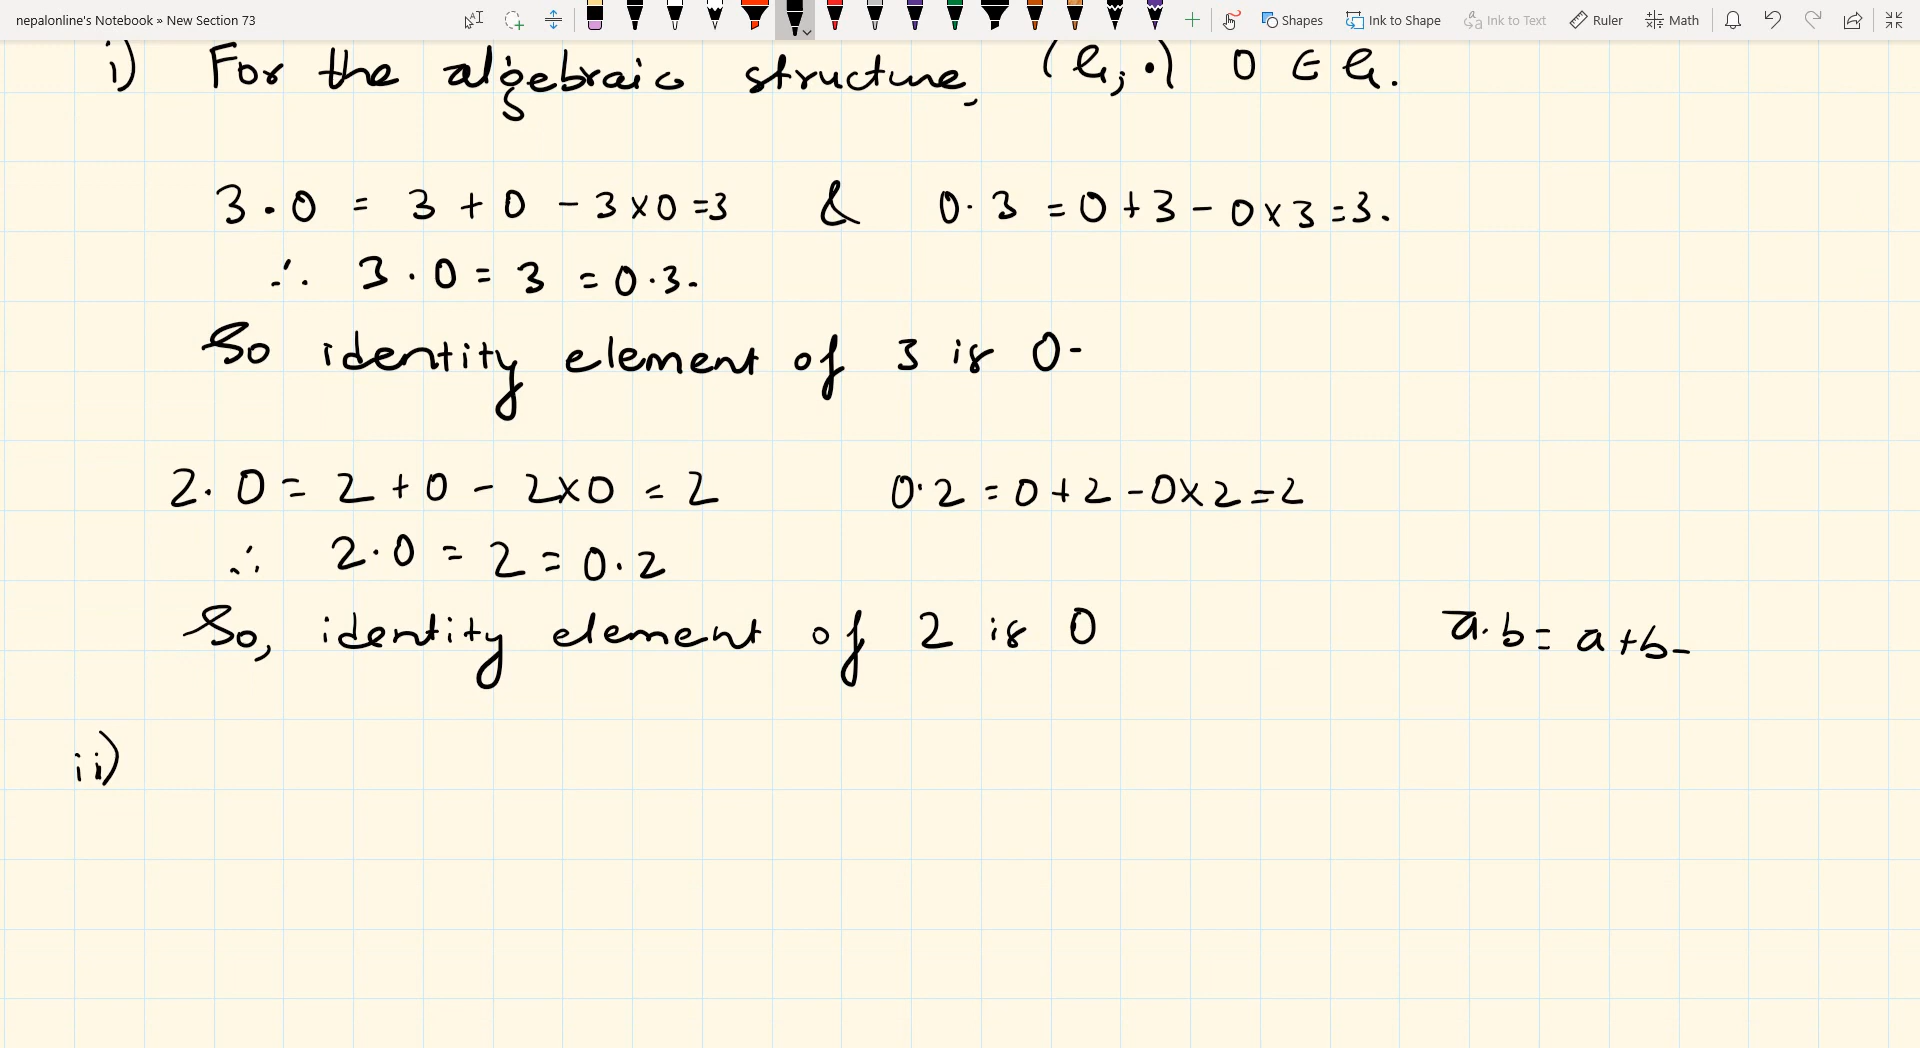 nepalonline's Notebook » New Section 73
Shapes Ink to Shape Ink to Text Ruler Math
i) For the algebraic structure, (G, ·) 0 ∈ G.
3 · 0 = 3 + 0 - 3 × 0 = 3 & 0 · 3 = 0 + 3 - 0 × 3 = 3.
∴ 3 · 0 = 3 = 0 · 3.
So identity element of 3 is 0-
2 · 0 = 2 + 0 - 2 × 0 = 2 0 · 2 = 0 + 2 - 0 × 2 = 2
∴ 2 · 0 = 2 = 0 · 2
So, identity element of 2 is 0
a · b = a + b -
ii)